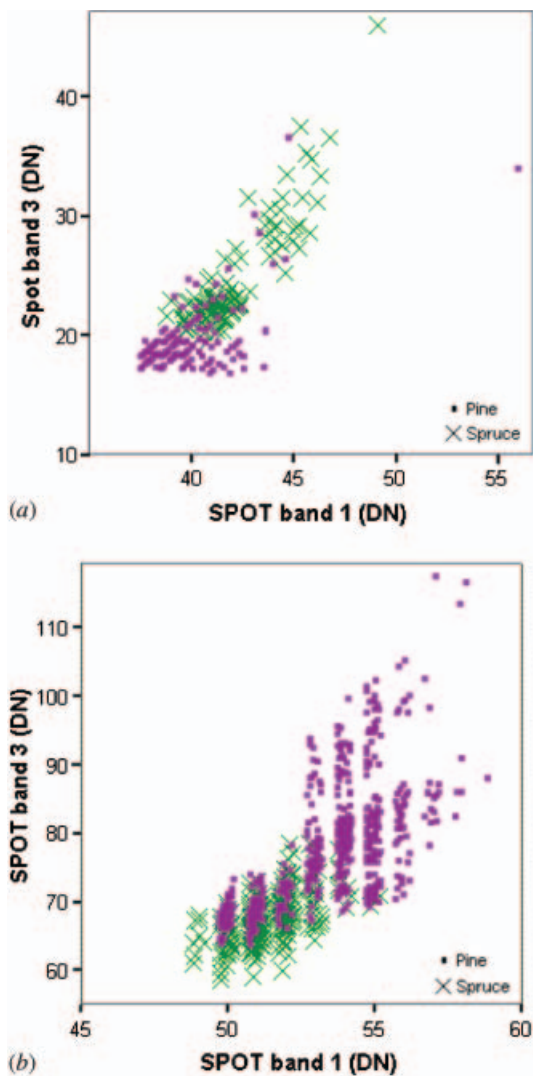 40
30
20
10
Spot band 3 (DN)
Pine
Spruce
40
45
50
55
(a)
SPOT band 1 (DN)
110
100
90
80
70
60
SPOT band 3 (DN)
Pine
Spruce
45
50
55
60
(b)
SPOT band 1 (DN)